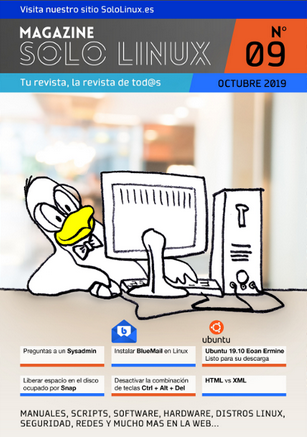 Visita nuestro sitio SoloLinux.es
MAGAZINE
SOLO LINUX
Nº
09
Tu revista, la revista de tod@s
OCTUBRE 2019
ubuntu
Preguntas a un Sysadmin
Instalar BlueMail en Linux
Ubuntu 19.10 Eoan Ermine
Listo para su descarga
Liberar espacio en el disco
ocupado por Snap
Desactivar la combinación
de teclas Ctrl + Alt + Del
HTML vs XML
MANUALES, SCRIPTS, SOFTWARE, HARDWARE, DISTROS LINUX,
SEGURIDAD, REDES Y MUCHO MAS EN LA WEB...